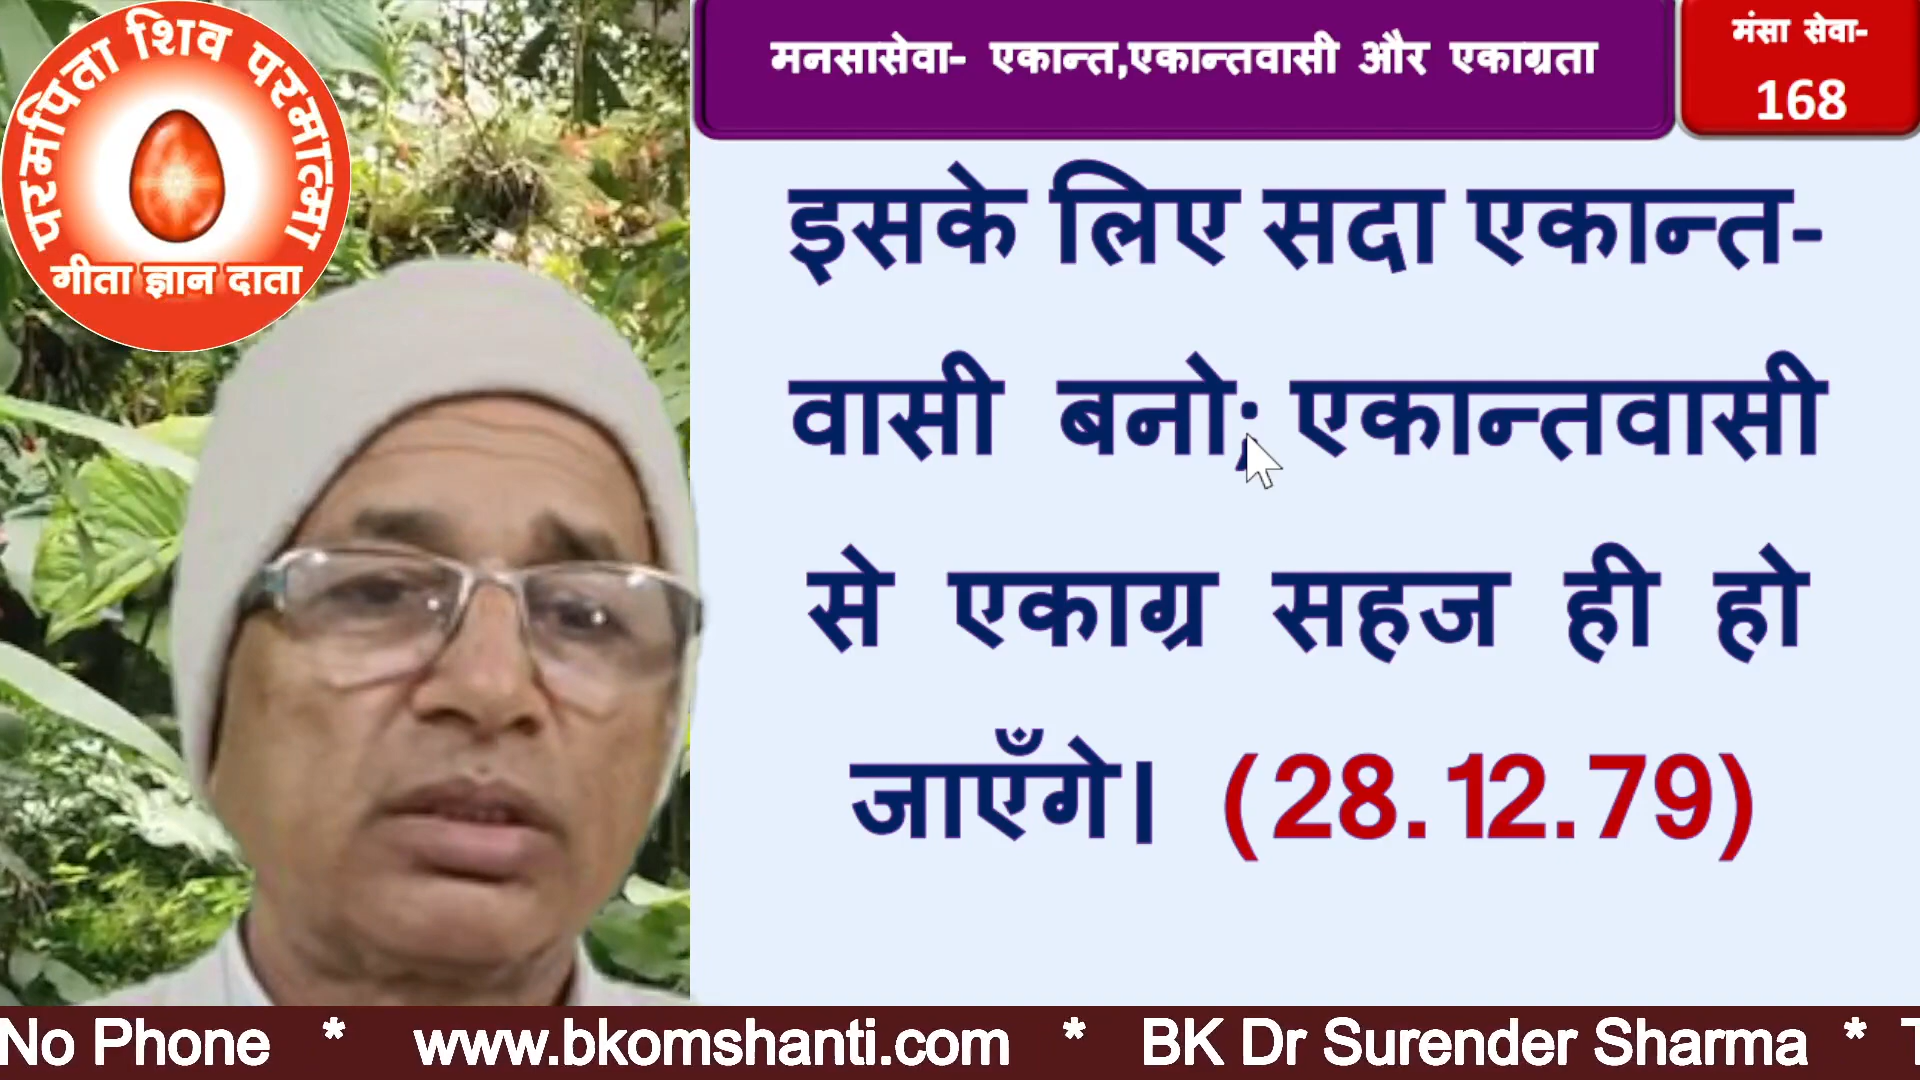 परमपिता शिव परमात्मा
गीता ज्ञान दाता
मनसासेवा- एकान्त,एकान्तवासी और एकाग्रता
मंसा सेवा-
168
इसके लिए सदा एकान्त-
वासी बनो; एकान्तवासी
से एकाग्र सहज ही हो
जाएँगे। (28.12.79)
No Phone * www.bkomshanti.com * BK Dr Surender Sharma * T